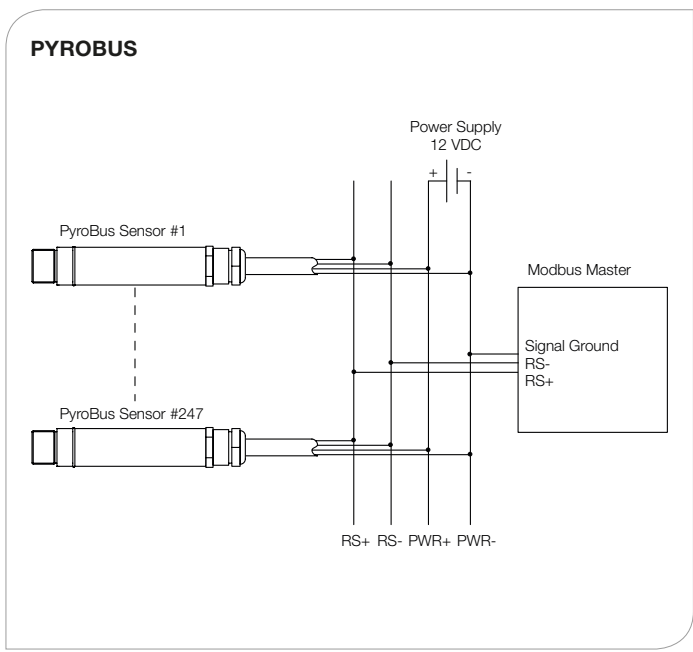 PYROBUS
Power Supply
12 VDC
+ -
PyroBus Sensor #1
Modbus Master
Signal Ground
RS-
RS+
PyroBus Sensor #247
RS+ RS- PWR+ PWR-